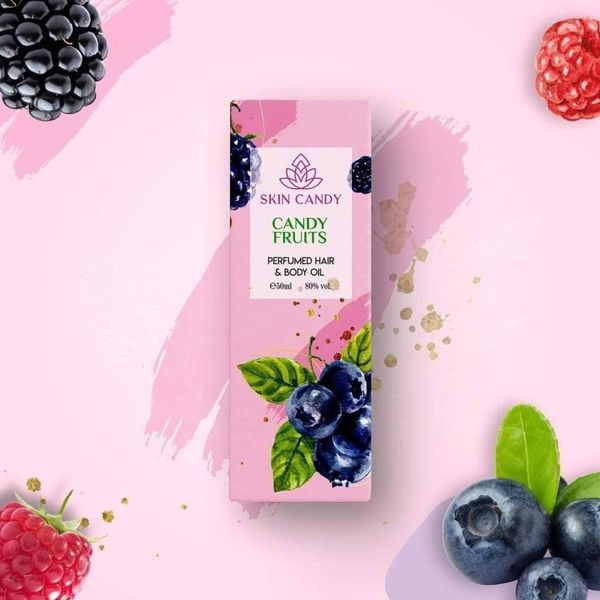 SKIN CANDY
CANDY
FRUITS
PERFUMED HAIR
& BODY OIL
℮50ml 80% vol.